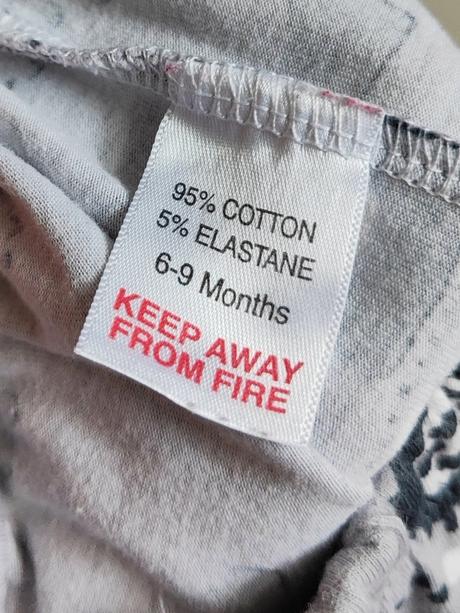 95% COTTON
5% ELASTANE
6-9 Months
KEEP AWAY
FROM FIRE